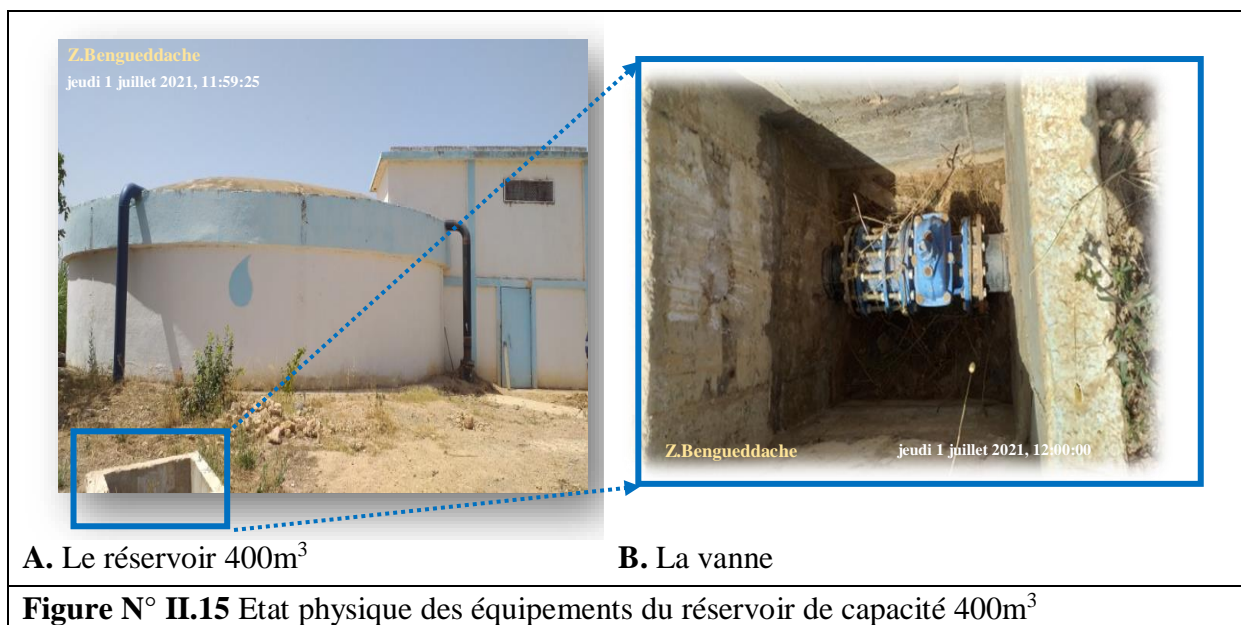 Z.Bengueddache
jeudi 1 juillet 2021, 11:59:25
Z.Bengueddache
jeudi 1 juillet 2021, 12:00:00
A. Le réservoir 400m³
B. La vanne
Figure N° II.15 Etat physique des équipements du réservoir de capacité 400m³